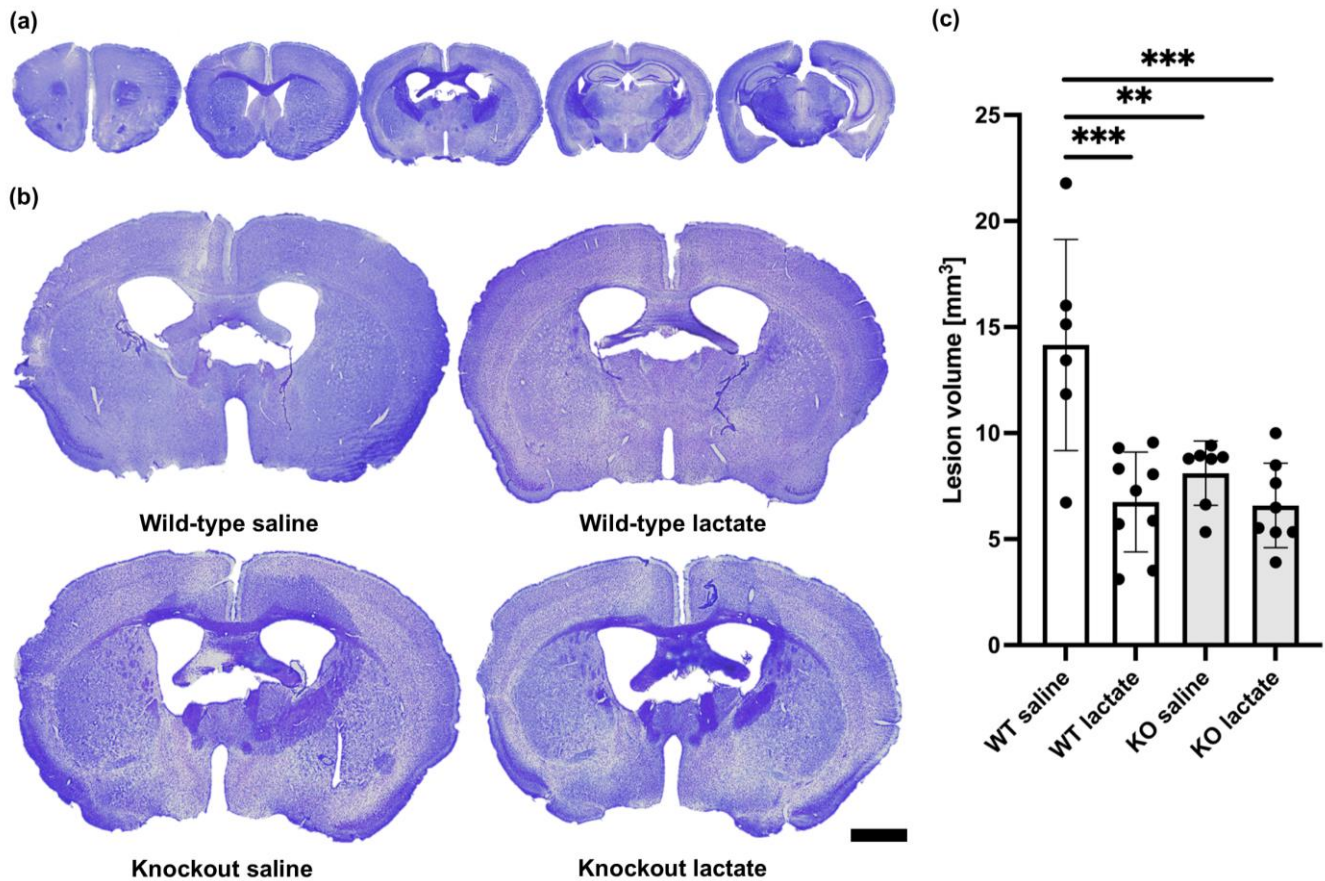 (a)
(b)
Wild-type saline
Wild-type lactate
Knockout saline
Knockout lactate
(c)
***
**
***
25
20
15
10
5
0
Lesion volume [mm³]
WT saline
WT lactate
KO saline
KO lactate